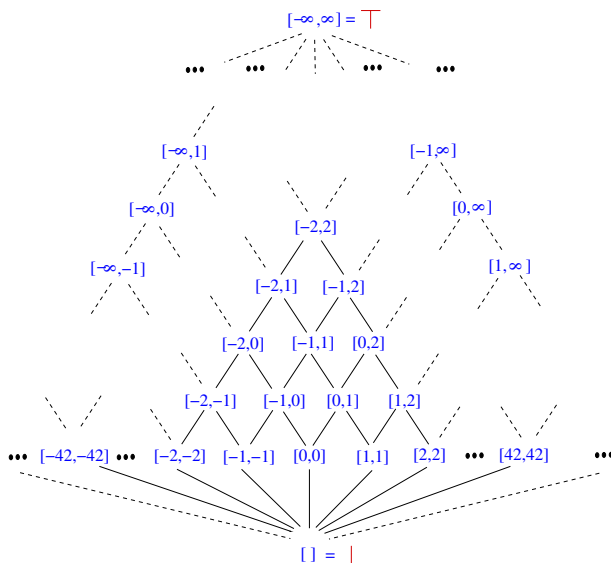 [-∞,∞] = ⊤
••• ••• ••• •••
[-∞,1] [−1,∞]
[-∞,0] [0,∞]
[−2,2]
[-∞,−1] [1,∞]
[−2,1] [−1,2]
[−2,0] [−1,1] [0,2]
[−2,−1] [−1,0] [0,1] [1,2]
••• [−42,−42] ••• [−2,−2] [−1,−1] [0,0] [1,1] [2,2] ••• [42,42] •••
[ ] = |